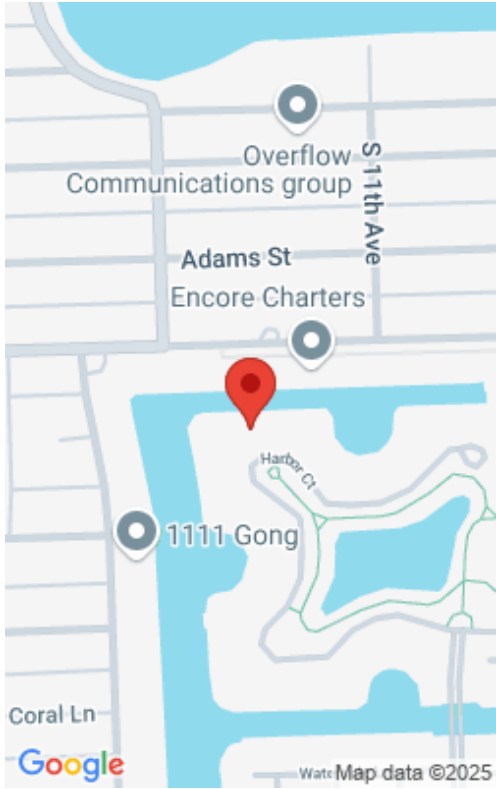 Overflow
Communications group
S 11th Ave
Adams St
Encore Charters
Harbor Ct
1111 Gong
Coral Ln
Google
Map data ©2025